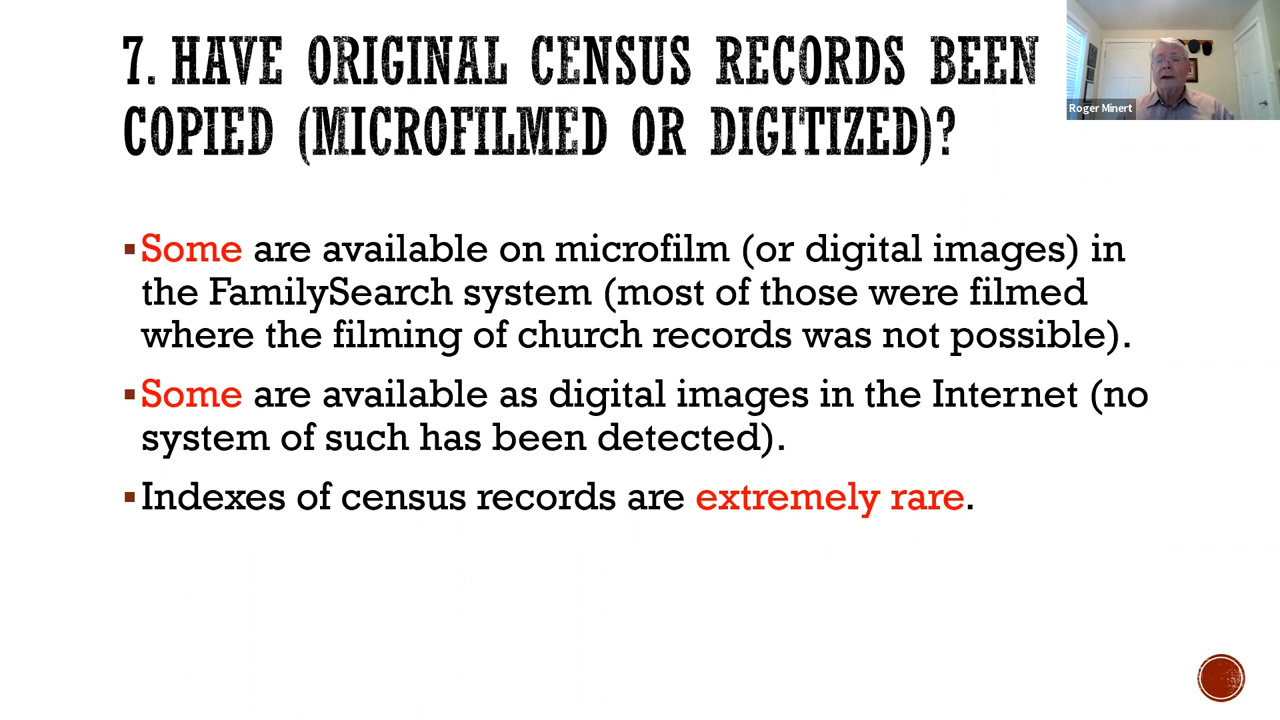 7. HAVE ORIGINAL CENSUS RECORDS BEEN
COPIED (MICROFILMED OR DIGITIZED)?
Roger Minert
▪Some are available on microfilm (or digital images) in
the FamilySearch system (most of those were filmed
where the filming of church records was not possible).
▪Some are available as digital images in the Internet (no
system of such has been detected).
▪Indexes of census records are extremely rare.